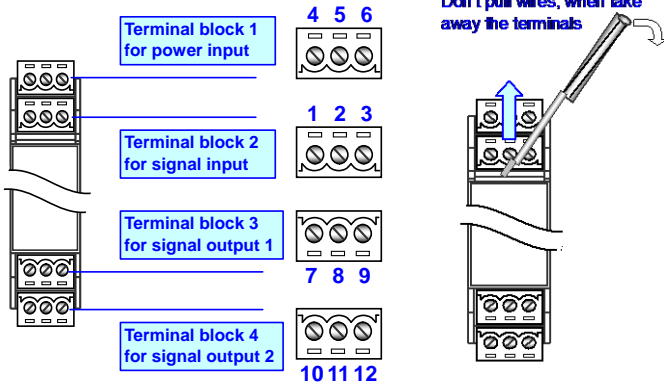 4 5 6
Terminal block 1
for power input
1 2 3
Terminal block 2
for signal input
Terminal block 3
for signal output 1
7 8 9
Terminal block 4
for signal output 2
10 11 12
Don't pull wires, when take
away the terminals